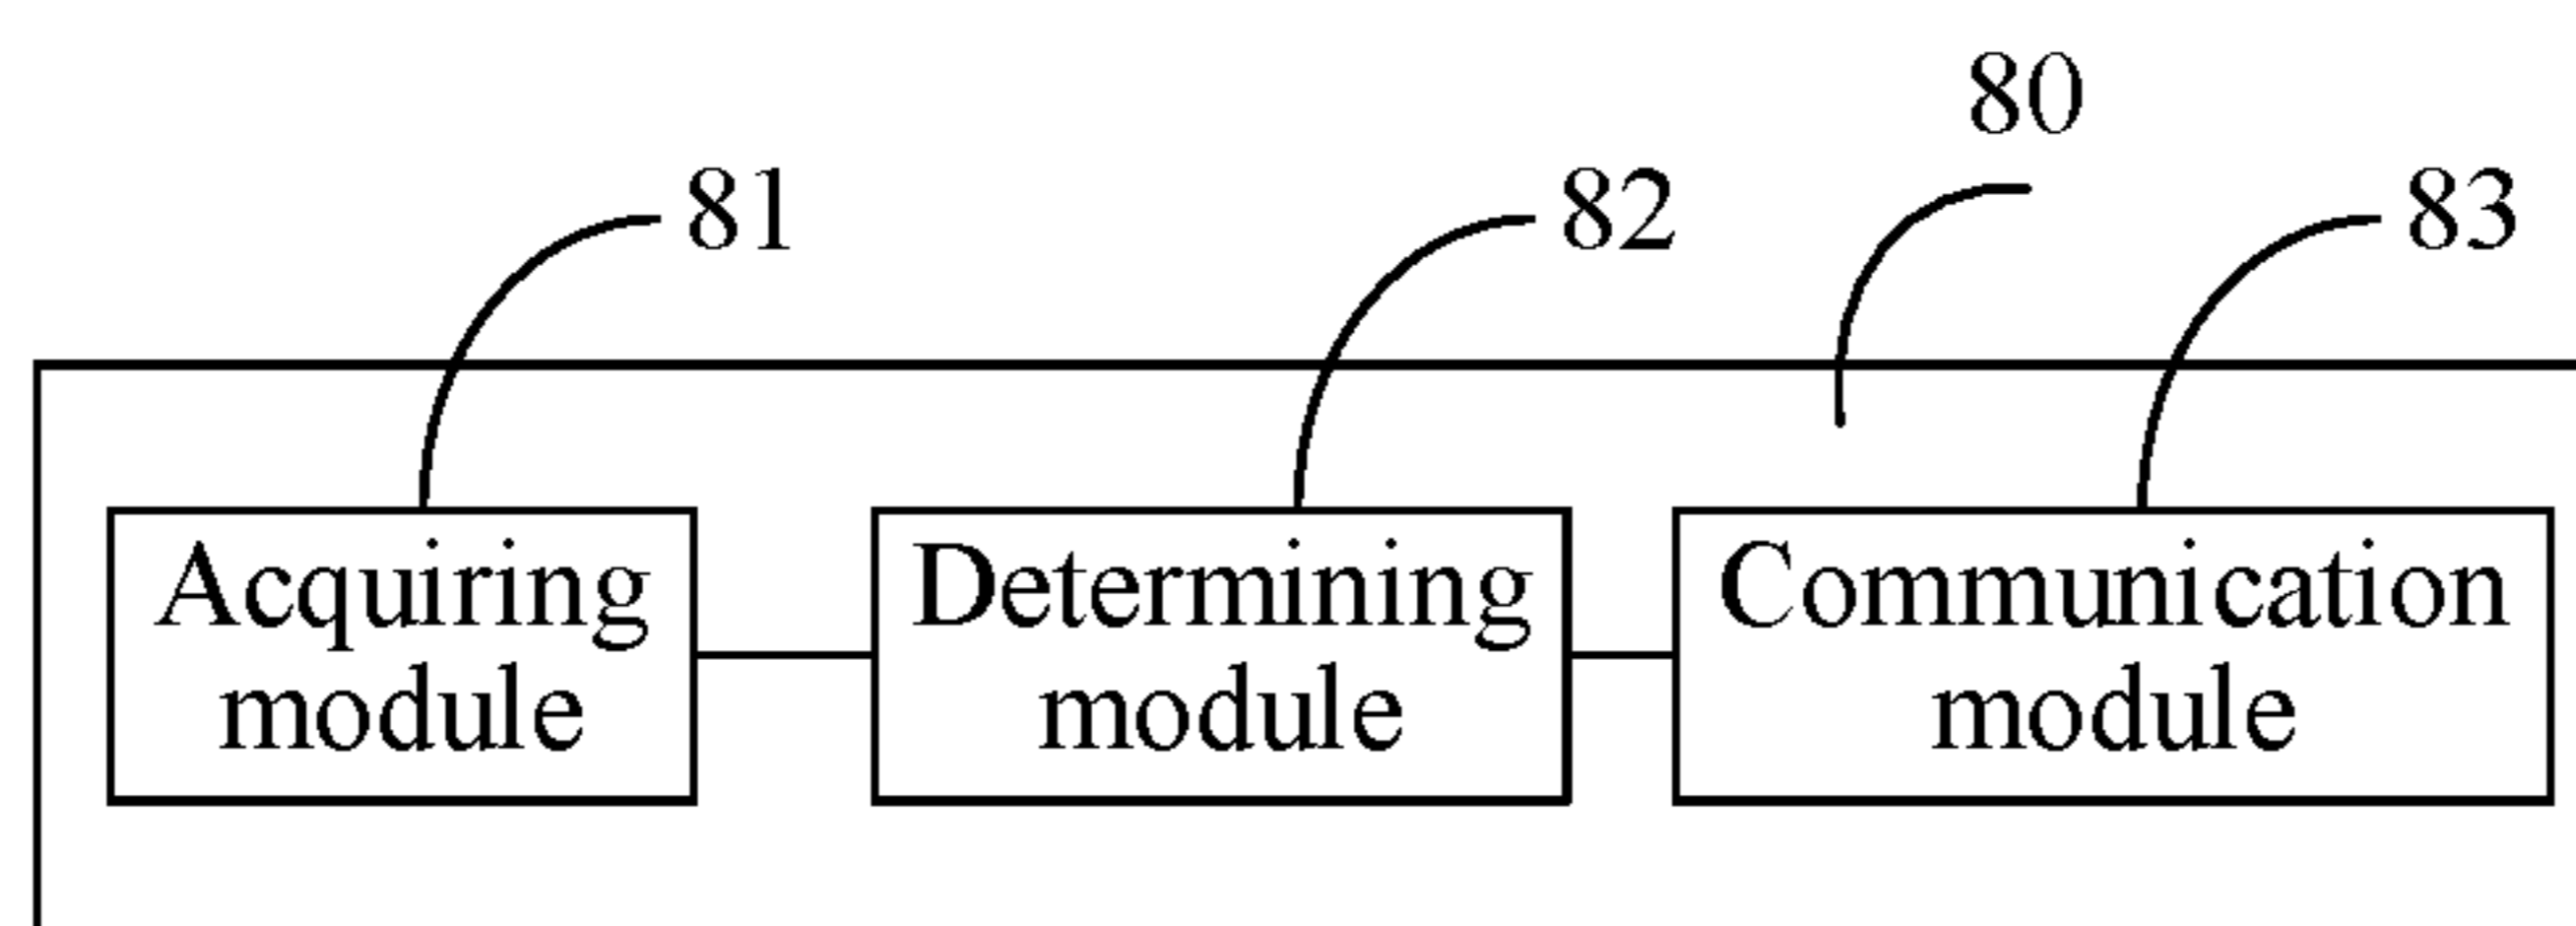 80
81
82
83
Acquiring
module
Determining
module
Communication
module